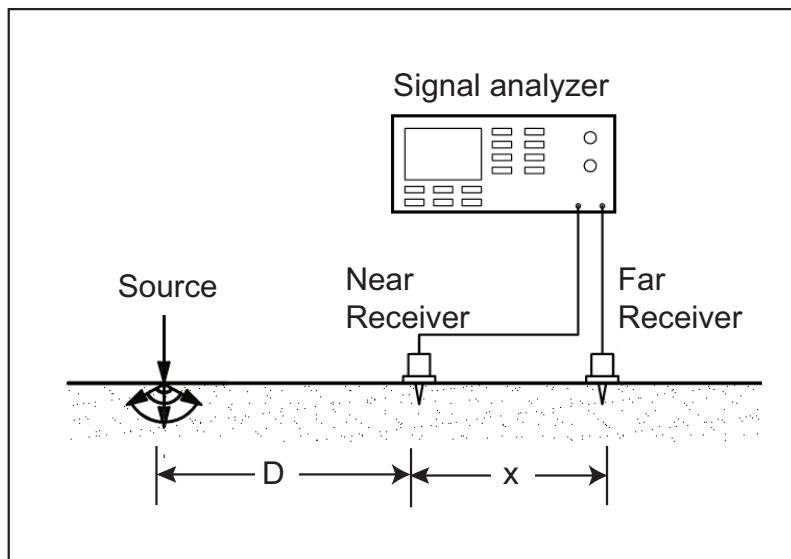 Signal analyzer
Source
Near
Receiver
Far
Receiver
D
x